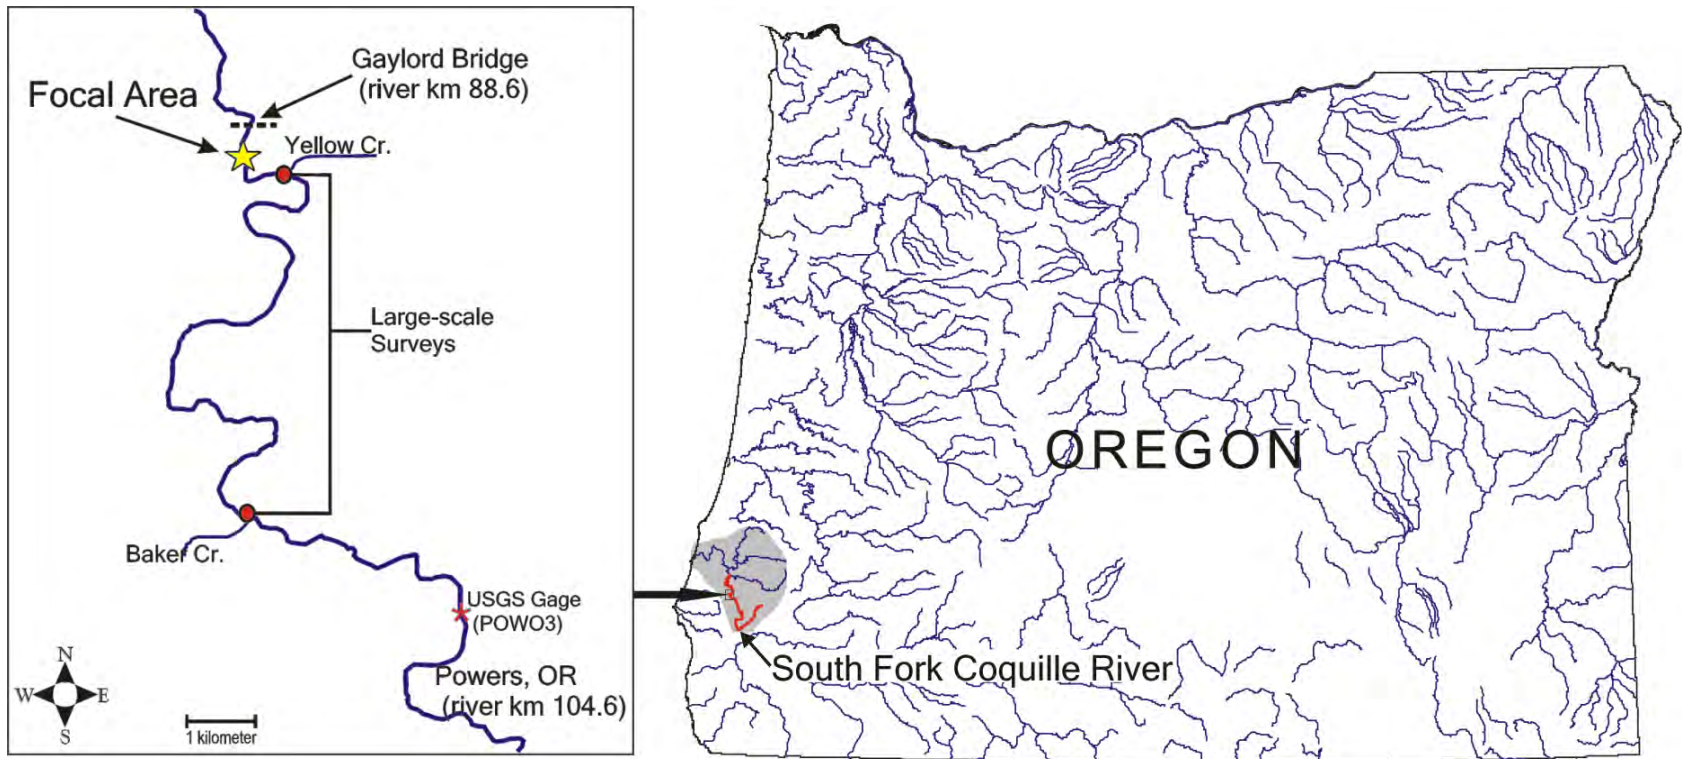 Gaylord Bridge
(river km 88.6)
Focal Area
Yellow Cr.
Large-scale
Surveys
Baker Cr.
USGS Gage
(POWO3)
Powers, OR
(river km 104.6)
N
W
E
S
1 kilometer
OREGON
South Fork Coquille River